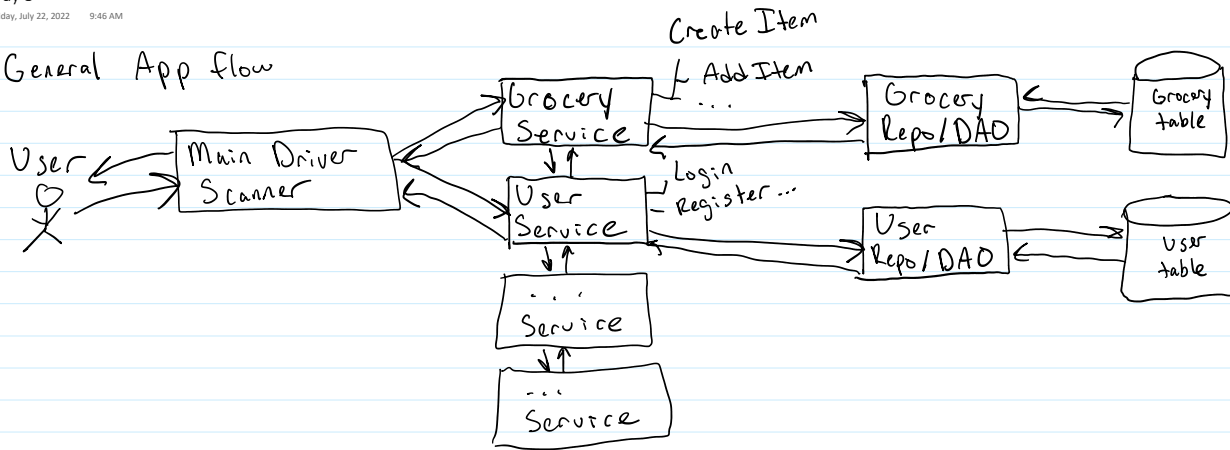 day, July 22, 2022 9:46 AM
General App flow
Create Item
Add Item
...
Grocery
Service
Grocery
Repo/DAO
Grocery
table
User
Main Driver
Scanner
Login
Register...
User
Service
User
Repo/DAO
User
table
...
Service
...
Service